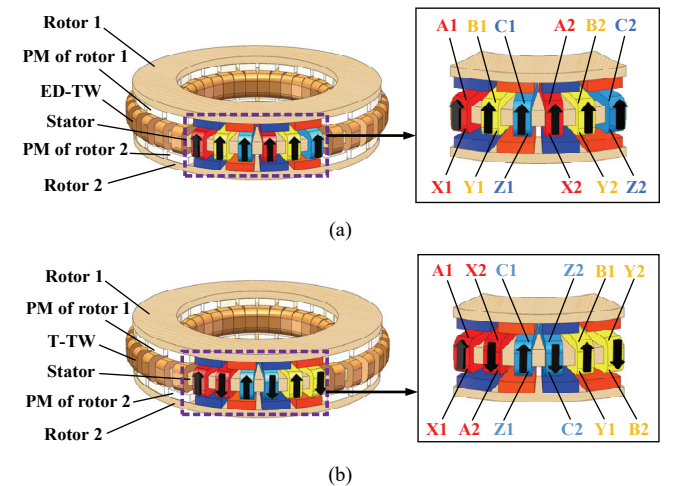 Rotor 1
PM of rotor 1
ED-TW
Stator
PM of rotor 2
Rotor 2
A1 B1 C1 A2 B2 C2
X1 Y1 Z1 X2 Y2 Z2
(a)
Rotor 1
PM of rotor 1
T-TW
Stator
PM of rotor 2
Rotor 2
A1 X2 C1 Z2 B1 Y2
X1 A2 Z1 C2 Y1 B2
(b)